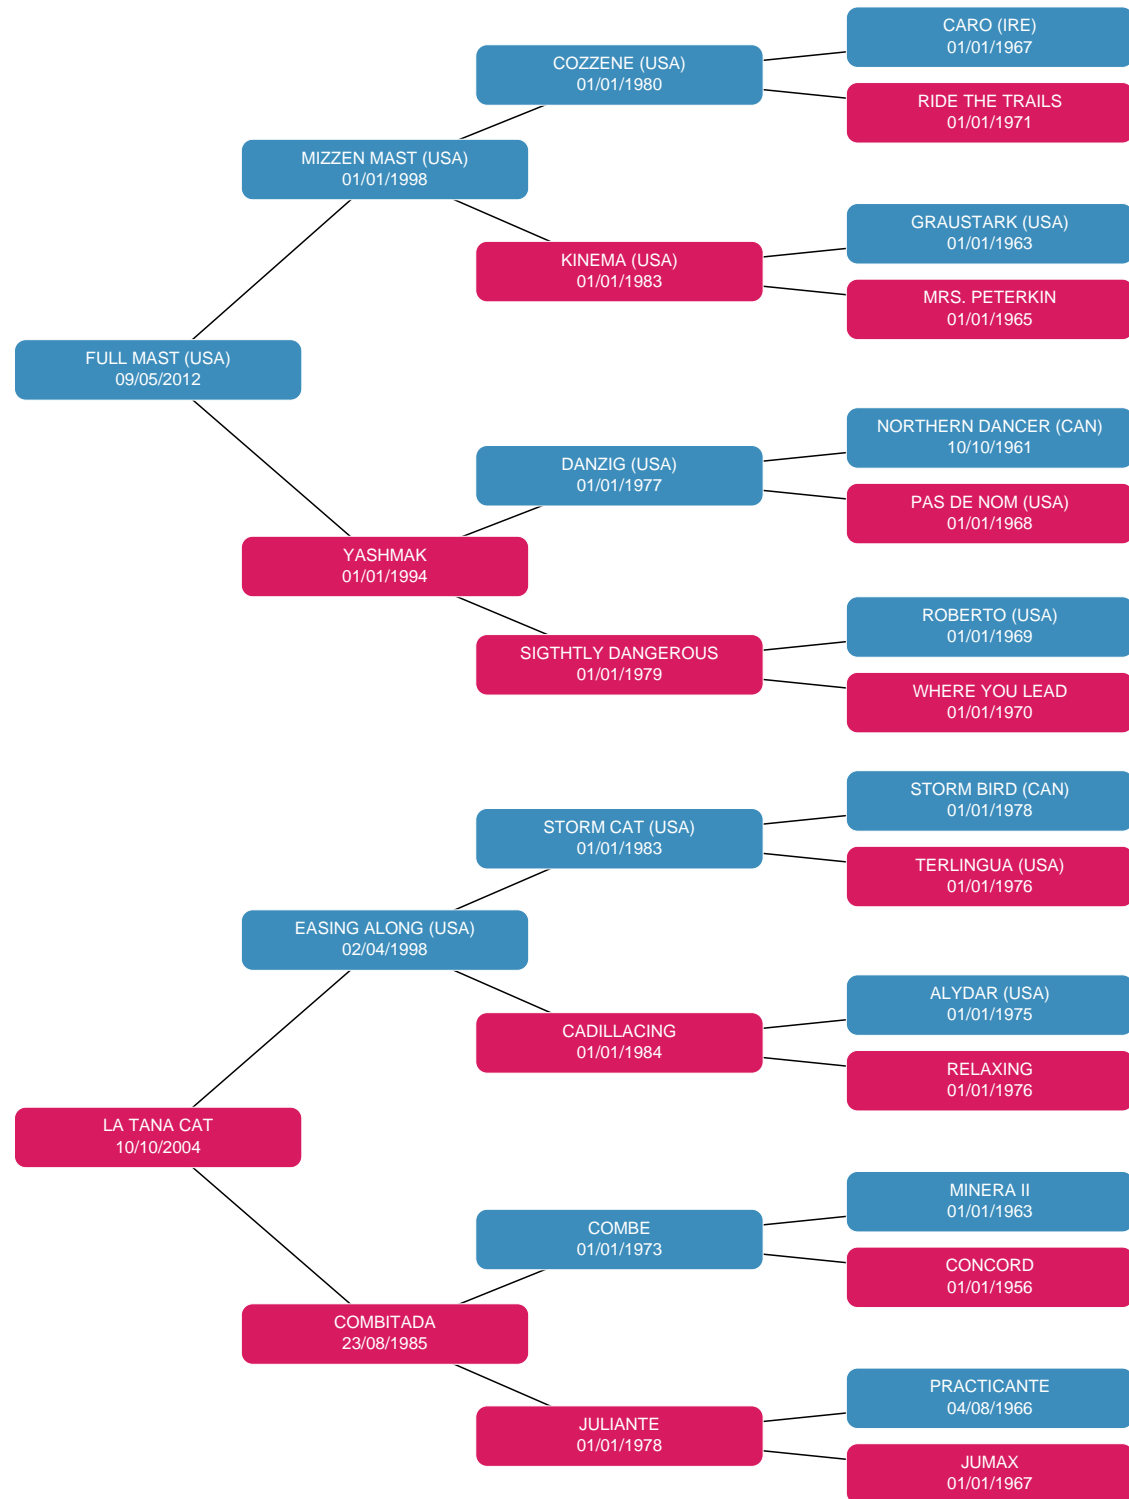 CARO (IRE)
01/01/1967
COZZENE (USA)
01/01/1980
RIDE THE TRAILS
01/01/1971
MIZZEN MAST (USA)
01/01/1998
GRAUSTARK (USA)
01/01/1963
KINEMA (USA)
01/01/1983
MRS. PETERKIN
01/01/1965
FULL MAST (USA)
09/05/2012
NORTHERN DANCER (CAN)
10/10/1961
DANZIG (USA)
01/01/1977
PAS DE NOM (USA)
01/01/1968
YASHMAK
01/01/1994
ROBERTO (USA)
01/01/1969
SIGTHTLY DANGEROUS
01/01/1979
WHERE YOU LEAD
01/01/1970
STORM BIRD (CAN)
01/01/1978
STORM CAT (USA)
01/01/1983
TERLINGUA (USA)
01/01/1976
EASING ALONG (USA)
02/04/1998
ALYDAR (USA)
01/01/1975
CADILLACING
01/01/1984
RELAXING
01/01/1976
LA TANA CAT
10/10/2004
MINERA II
01/01/1963
COMBE
01/01/1973
CONCORD
01/01/1956
COMBITADA
23/08/1985
PRACTICANTE
04/08/1966
JULIANTE
01/01/1978
JUMAX
01/01/1967